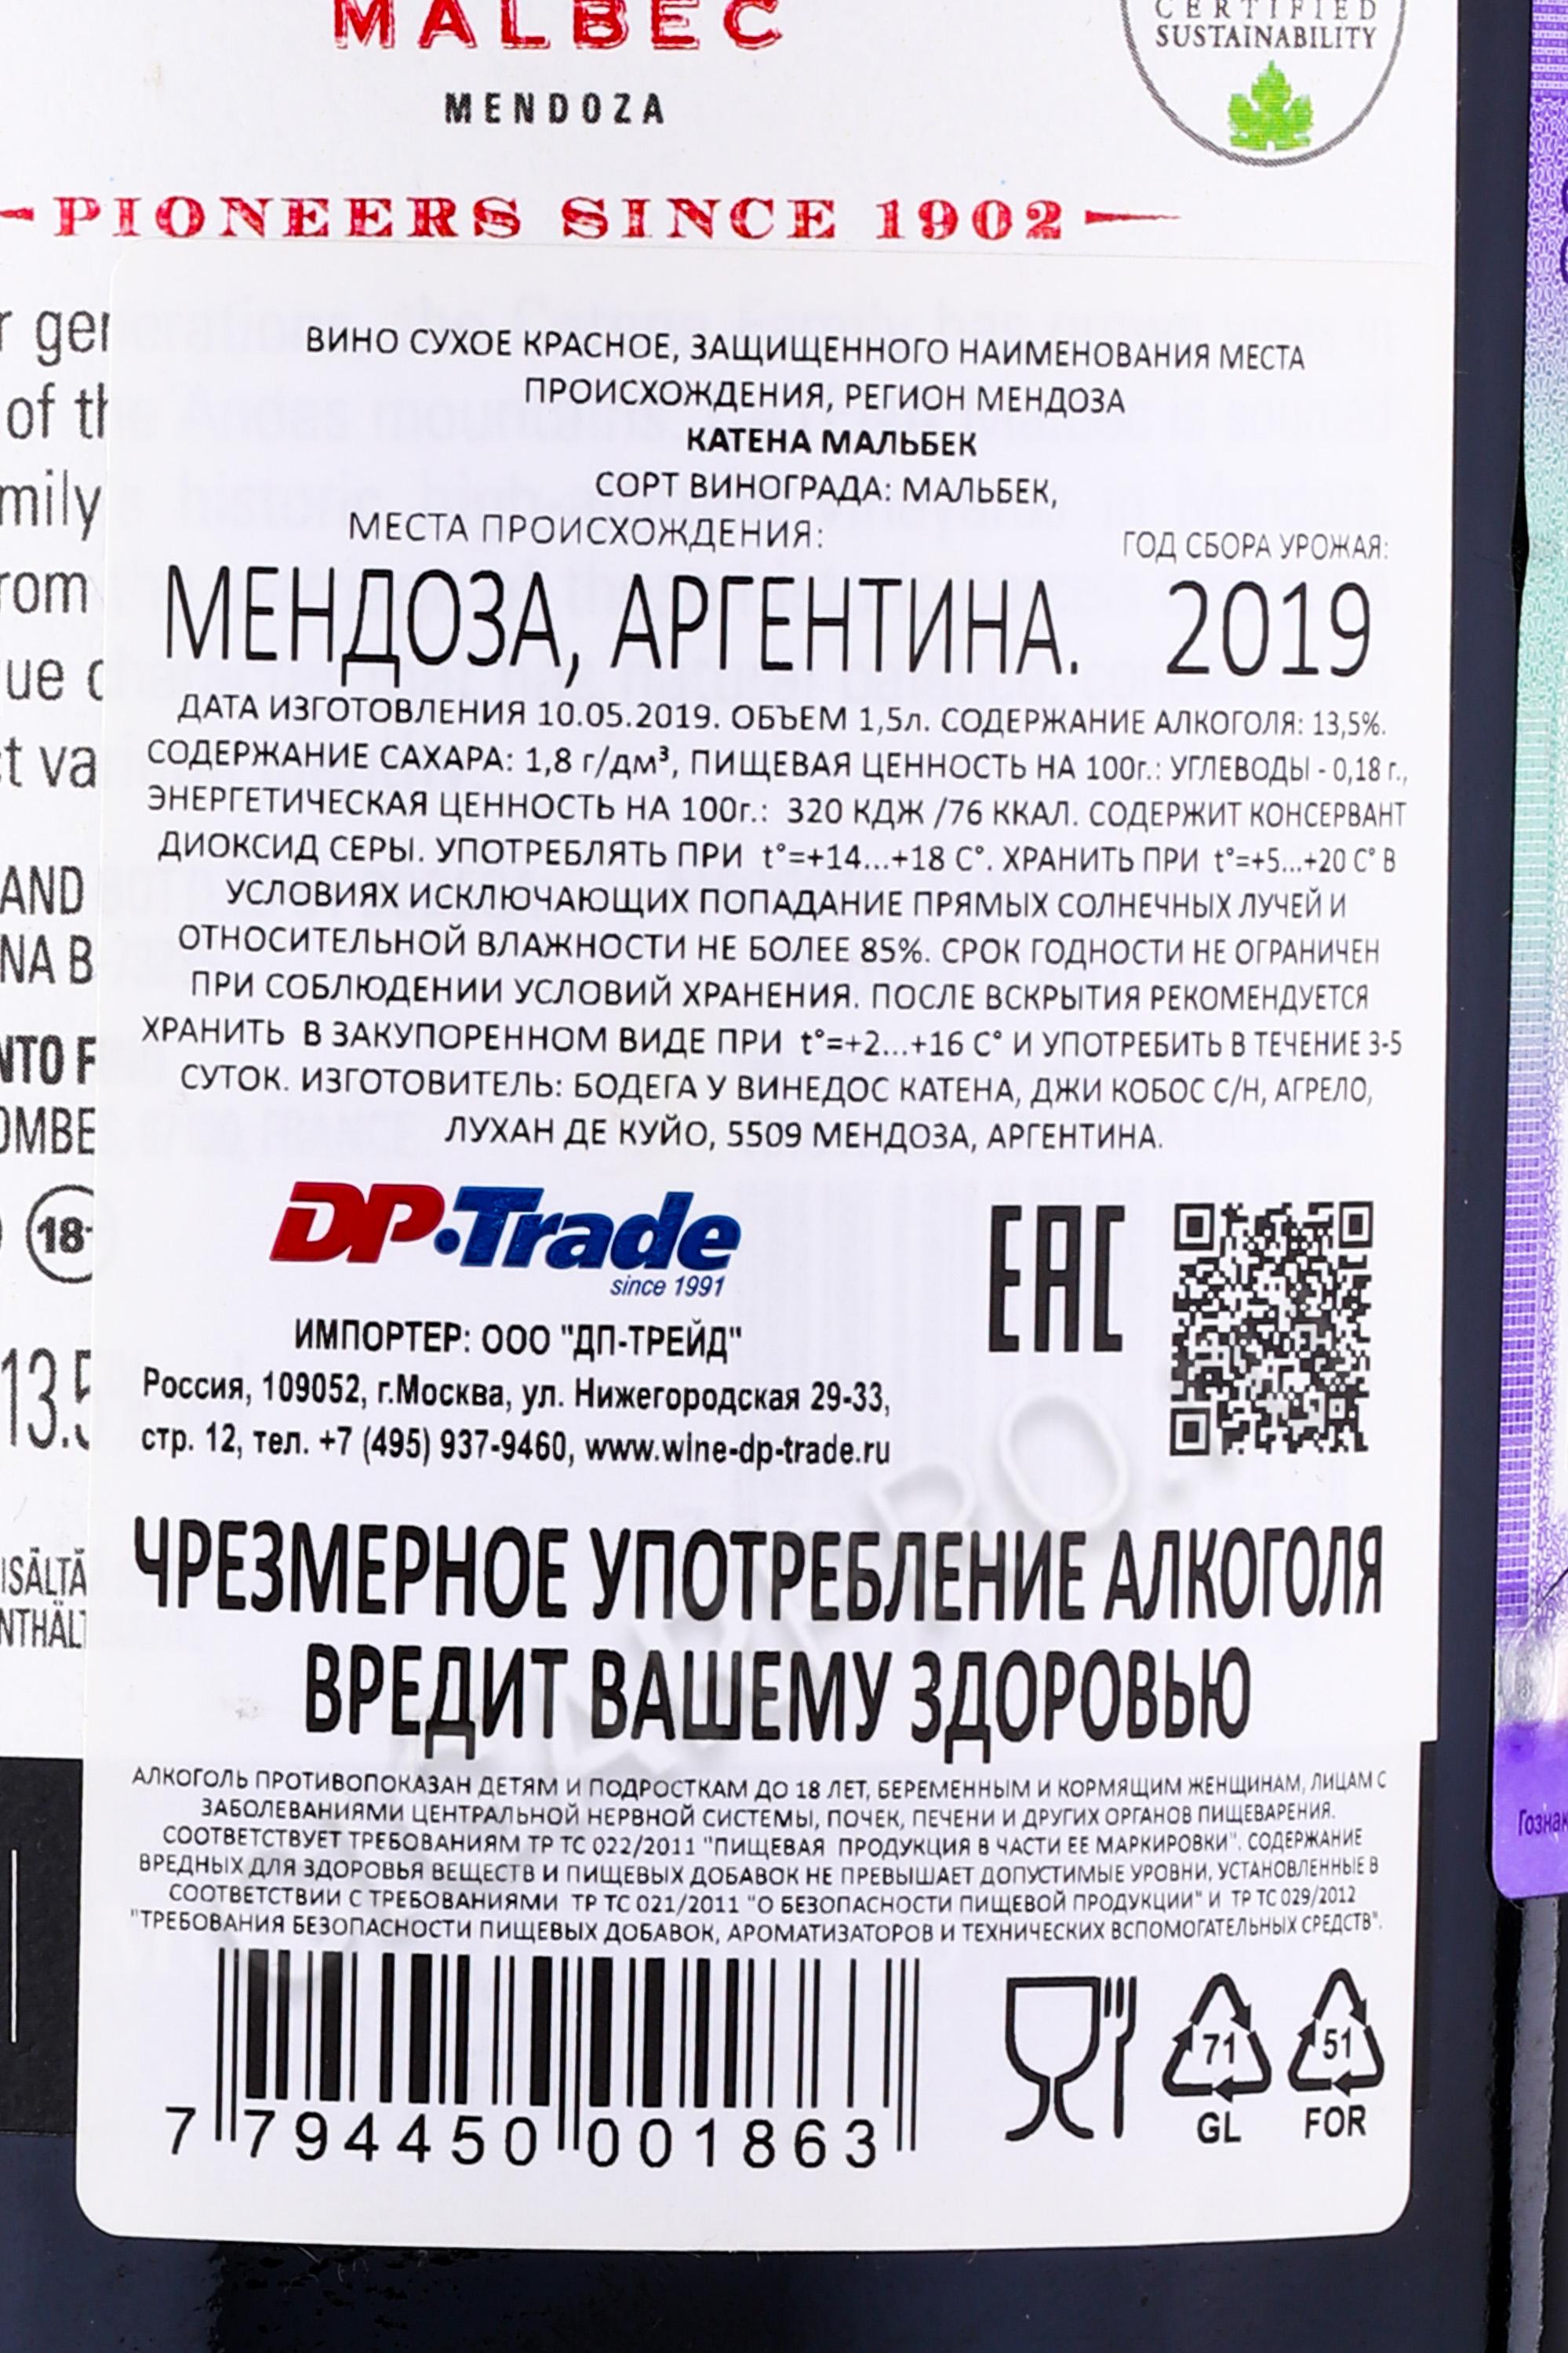 MALBEC
MENDOZA
CERTIFIED
SUSTAINABILITY
PIONEERS SINCE 1902
ВИНО СУХОЕ КРАСНОЕ, ЗАЩИЩЕННОГО НАИМЕНОВАНИЯ МЕСТА
ПРОИСХОЖДЕНИЯ, РЕГИОН МЕНДОЗА
КАТЕНА МАЛЬБЕК
СОРТ ВИНОГРАДА: МАЛЬБЕК,
МЕСТА ПРОИСХОЖДЕНИЯ:
ГОД СБОРА УРОЖАЯ:
МЕНДОЗА, АРГЕНТИНА.
2019
ДАТА ИЗГОТОВЛЕНИЯ 10.05.2019. ОБЪЕМ 1,5л. СОДЕРЖАНИЕ АЛКОГОЛЯ: 13,5%.
СОДЕРЖАНИЕ САХАРА: 1,8 г/дм³, ПИЩЕВАЯ ЦЕННОСТЬ НА 100г.: УГЛЕВОДЫ - 0,18 г.,
ЭНЕРГЕТИЧЕСКАЯ ЦЕННОСТЬ НА 100г.: 320 КДЖ /76 ККАЛ. СОДЕРЖИТ КОНСЕРВАНТ
ДИОКСИД СЕРЫ. УПОТРЕБЛЯТЬ ПРИ t°=+14...+18 C°. ХРАНИТЬ ПРИ t°=+5...+20 C° В
УСЛОВИЯХ ИСКЛЮЧАЮЩИХ ПОПАДАНИЕ ПРЯМЫХ СОЛНЕЧНЫХ ЛУЧЕЙ И
ОТНОСИТЕЛЬНОЙ ВЛАЖНОСТИ НЕ БОЛЕЕ 85%. СРОК ГОДНОСТИ НЕ ОГРАНИЧЕН
ПРИ СОБЛЮДЕНИИ УСЛОВИЙ ХРАНЕНИЯ. ПОСЛЕ ВСКРЫТИЯ РЕКОМЕНДУЕТСЯ
ХРАНИТЬ В ЗАКУПОРЕННОМ ВИДЕ ПРИ t°=+2...+16 C° И УПОТРЕБИТЬ В ТЕЧЕНИЕ 3-5
СУТОК. ИЗГОТОВИТЕЛЬ: БОДЕГА У ВИНЕДОС КАТЕНА, ДЖИ КОБОС С/Н, АГРЕЛО,
ЛУХАН ДЕ КУЙО, 5509 МЕНДОЗА, АРГЕНТИНА.
DP·Trade
since 1991
EAC
ИМПОРТЕР: ООО "ДП-ТРЕЙД"
Россия, 109052, г.Москва, ул. Нижегородская 29-33,
стр. 12, тел. +7 (495) 937-9460, www.wine-dp-trade.ru
ЧРЕЗМЕРНОЕ УПОТРЕБЛЕНИЕ АЛКОГОЛЯ
ВРЕДИТ ВАШЕМУ ЗДОРОВЬЮ
АЛКОГОЛЬ ПРОТИВОПОКАЗАН ДЕТЯМ И ПОДРОСТКАМ ДО 18 ЛЕТ, БЕРЕМЕННЫМ И КОРМЯЩИМ ЖЕНЩИНАМ, ЛИЦАМ С
ЗАБОЛЕВАНИЯМИ ЦЕНТРАЛЬНОЙ НЕРВНОЙ СИСТЕМЫ, ПОЧЕК, ПЕЧЕНИ И ДРУГИХ ОРГАНОВ ПИЩЕВАРЕНИЯ.
СООТВЕТСТВУЕТ ТРЕБОВАНИЯМ ТР ТС 022/2011 "ПИЩЕВАЯ ПРОДУКЦИЯ В ЧАСТИ ЕЕ МАРКИРОВКИ". СОДЕРЖАНИЕ
ВРЕДНЫХ ДЛЯ ЗДОРОВЬЯ ВЕЩЕСТВ И ПИЩЕВЫХ ДОБАВОК НЕ ПРЕВЫШАЕТ ДОПУСТИМЫЕ УРОВНИ, УСТАНОВЛЕННЫЕ В
СООТВЕТСТВИИ С ТРЕБОВАНИЯМИ ТР ТС 021/2011 "О БЕЗОПАСНОСТИ ПИЩЕВОЙ ПРОДУКЦИИ" И ТР ТС 029/2012
"ТРЕБОВАНИЯ БЕЗОПАСНОСТИ ПИЩЕВЫХ ДОБАВОК, АРОМАТИЗАТОРОВ И ТЕХНИЧЕСКИХ ВСПОМОГАТЕЛЬНЫХ СРЕДСТВ".
7 794450 001863
71
GL
51
FOR